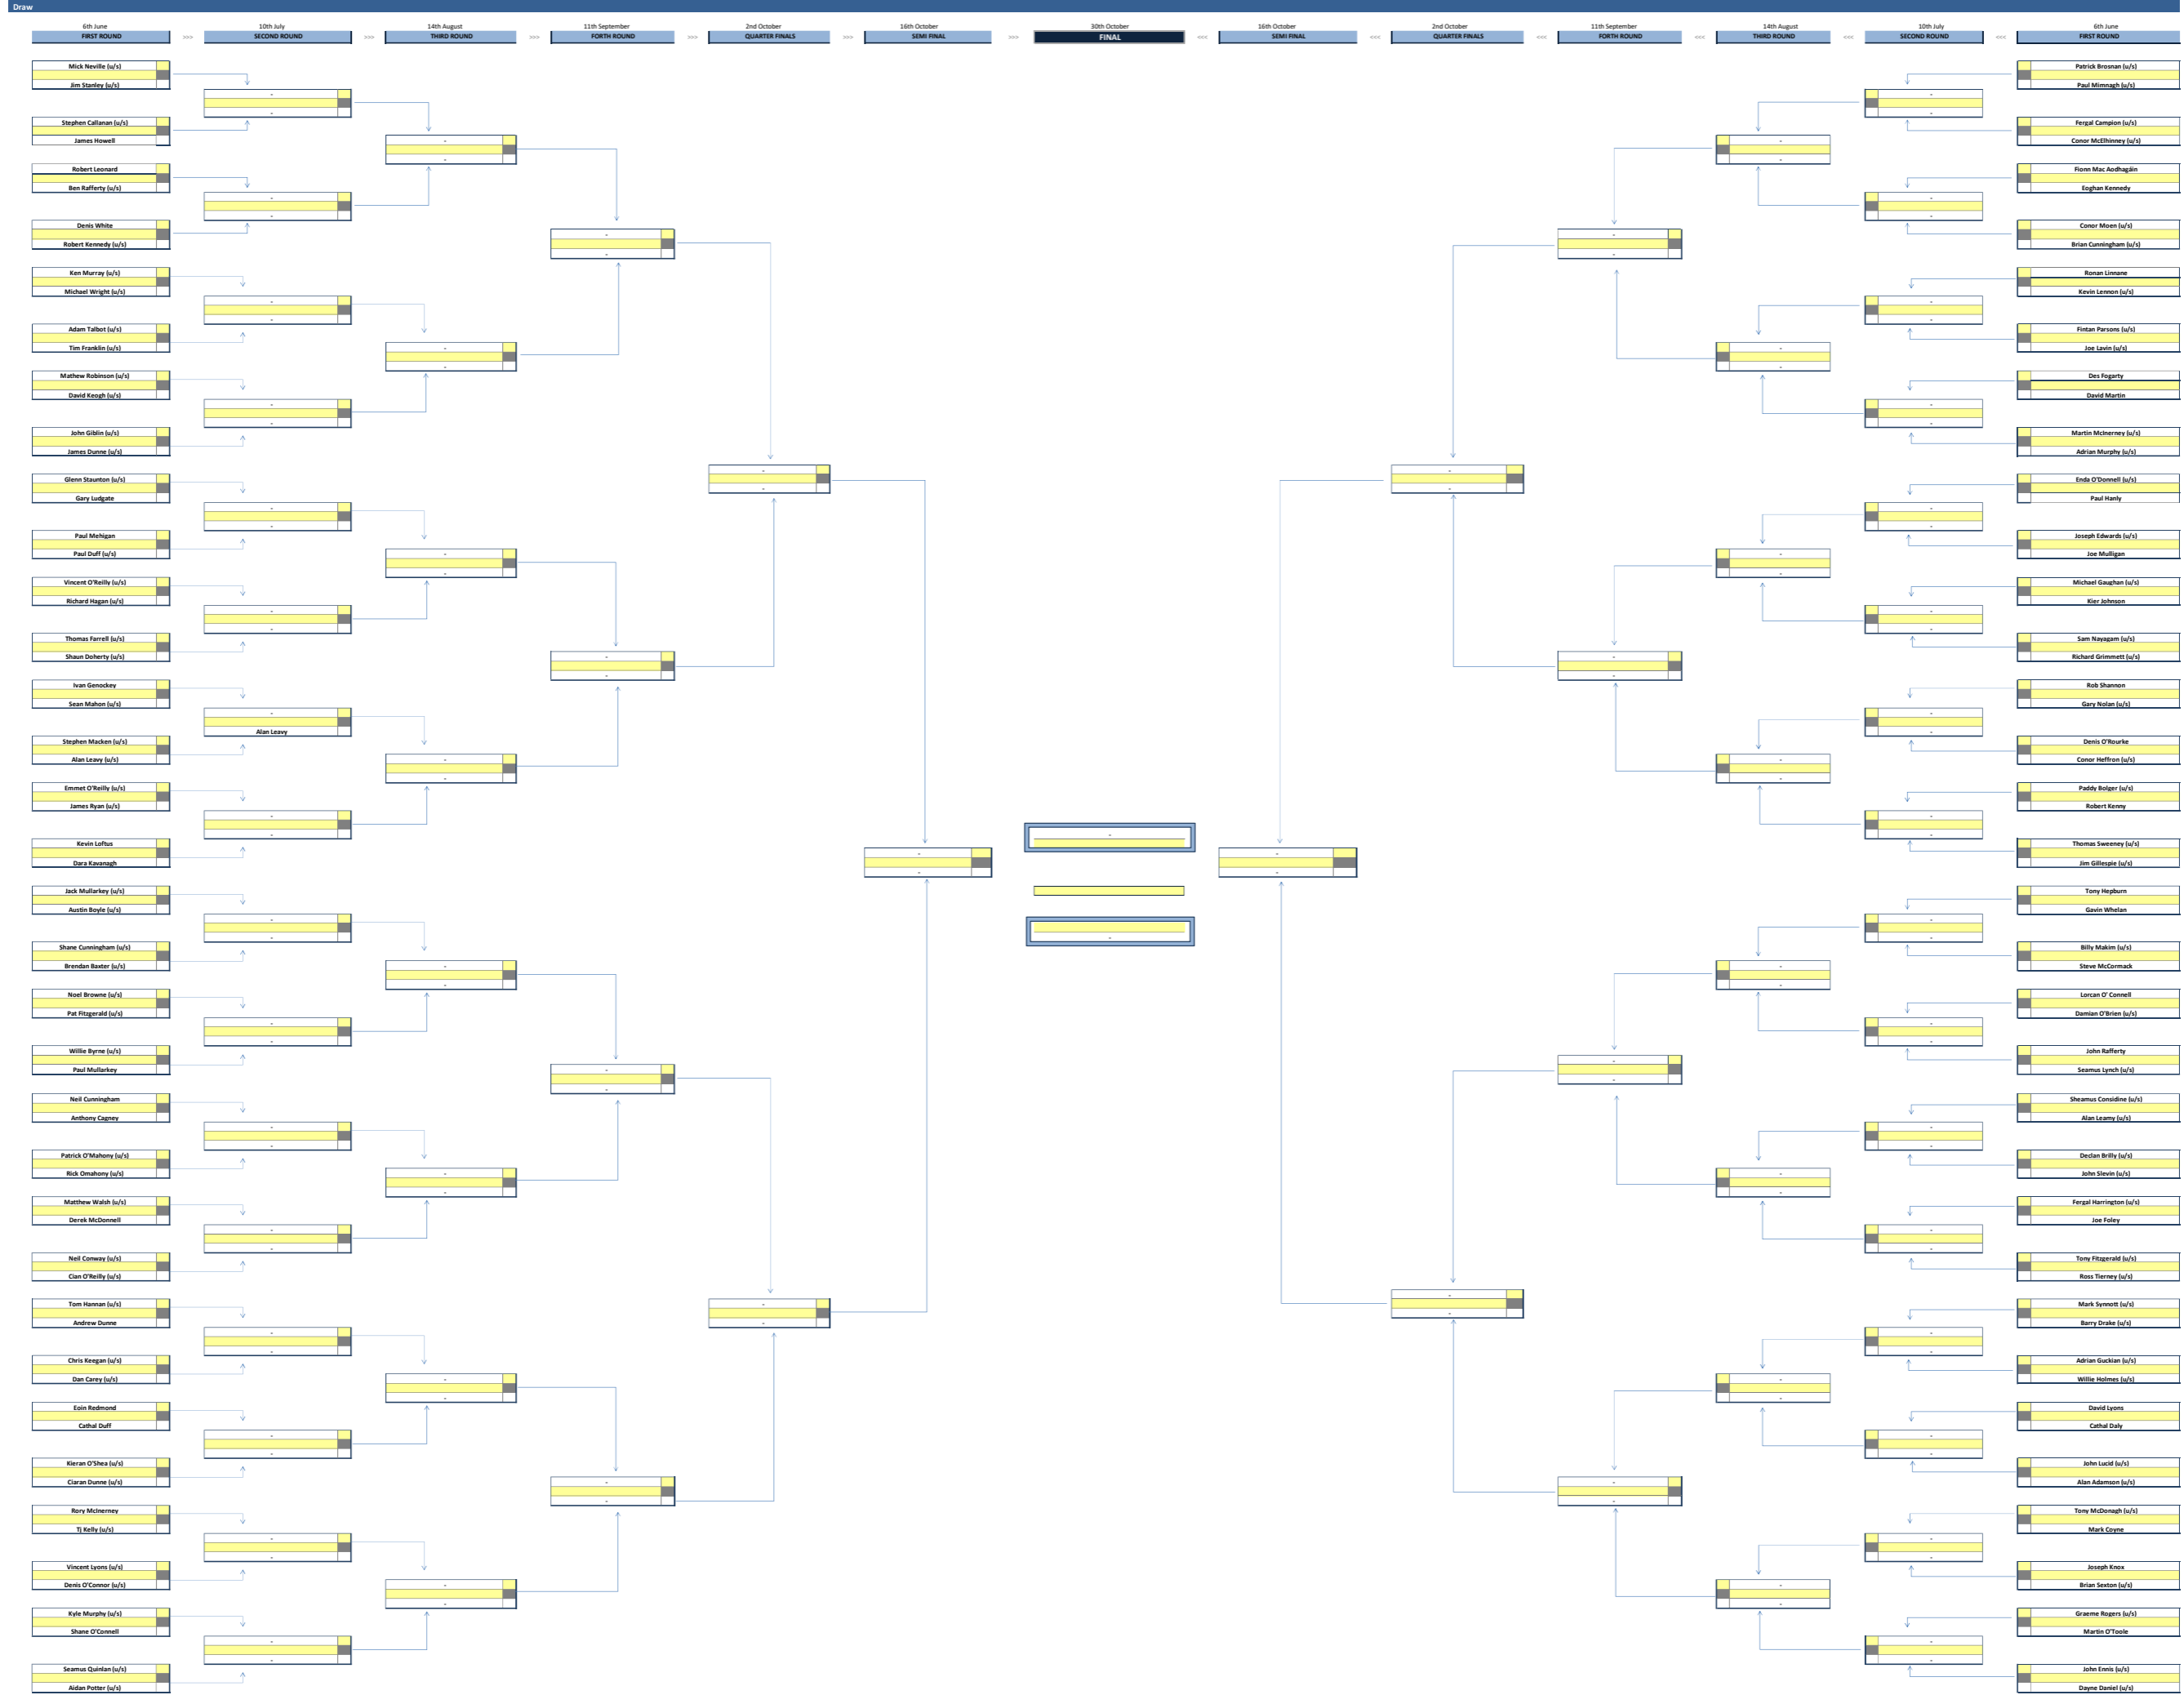 Draw
6th June 10th July 14th August 11th September 2nd October 16th October 30th October 16th October 2nd October 11th September 14th August 10th July 6th June
FIRST ROUND >>> SECOND ROUND >>> THIRD ROUND >>> FORTH ROUND >>> QUARTER FINALS >>> SEMI FINAL >>> FINAL <<< SEMI FINAL <<< QUARTER FINALS <<< FORTH ROUND <<< THIRD ROUND <<< SECOND ROUND <<< FIRST ROUND
Mick Neville (u/s)
Jim Stanley (u/s)
Stephen Callanan (u/s)
James Howell
Robert Leonard
Ben Rafferty (u/s)
Denis White
Robert Kennedy (u/s)
Ken Murray (u/s)
Michael Wright (u/s)
Adam Talbot (u/s)
Tim Franklin (u/s)
Mathew Robinson (u/s)
David Keogh (u/s)
John Giblin (u/s)
James Dunne (u/s)
Glenn Staunton (u/s)
Gary Ludgate
Paul Mehigan
Paul Duff (u/s)
Vincent O'Reilly (u/s)
Richard Hagan (u/s)
Thomas Farrell (u/s)
Shaun Doherty (u/s)
Ivan Genockey
Sean Mahon (u/s)
Stephen Macken (u/s)
Alan Leavy (u/s)
Emmet O'Reilly (u/s)
James Ryan (u/s)
Kevin Loftus
Dara Kavanagh
Jack Mullarkey (u/s)
Austin Boyle (u/s)
Shane Cunningham (u/s)
Brendan Baxter (u/s)
Noel Browne (u/s)
Pat Fitzgerald (u/s)
Willie Byrne (u/s)
Paul Mullarkey
Neil Cunningham
Anthony Cagney
Patrick O'Mahony (u/s)
Rick Omahony (u/s)
Matthew Walsh (u/s)
Derek McDonnell
Neil Conway (u/s)
Cian O'Reilly (u/s)
Tom Hannan (u/s)
Andrew Dunne
Chris Keegan (u/s)
Dan Carey (u/s)
Eoin Redmond
Cathal Duff
Kieran O'Shea (u/s)
Ciaran Dunne (u/s)
Rory McInerney
Tj Kelly (u/s)
Vincent Lyons (u/s)
Denis O'Connor (u/s)
Kyle Murphy (u/s)
Shane O'Connell
Seamus Quinlan (u/s)
Aidan Potter (u/s)
Alan Leavy
Patrick Brosnan (u/s)
Paul Mimnagh (u/s)
Fergal Campion (u/s)
Conor McElhinney (u/s)
Fionn Mac Aodhagáin
Eoghan Kennedy
Conor Moen (u/s)
Brian Cunningham (u/s)
Ronan Linnane
Kevin Lennon (u/s)
Fintan Parsons (u/s)
Joe Lavin (u/s)
Des Fogarty
David Martin
Martin McInerney (u/s)
Adrian Murphy (u/s)
Enda O'Donnell (u/s)
Paul Hanly
Joseph Edwards (u/s)
Joe Mulligan
Michael Gaughan (u/s)
Kier Johnson
Sam Nayagam (u/s)
Richard Grimmett (u/s)
Rob Shannon
Gary Nolan (u/s)
Denis O'Rourke
Conor Heffron (u/s)
Paddy Bolger (u/s)
Robert Kenny
Thomas Sweeney (u/s)
Jim Gillespie (u/s)
Tony Hepburn
Gavin Whelan
Billy Makim (u/s)
Steve McCormack
Lorcan O' Connell
Damian O'Brien (u/s)
John Rafferty
Seamus Lynch (u/s)
Sheamus Considine (u/s)
Alan Leamy (u/s)
Declan Brilly (u/s)
John Slevin (u/s)
Fergal Harrington (u/s)
Joe Foley
Tony Fitzgerald (u/s)
Ross Tierney (u/s)
Mark Synnott (u/s)
Barry Drake (u/s)
Adrian Guckian (u/s)
Willie Holmes (u/s)
David Lyons
Cathal Daly
John Lucid (u/s)
Alan Adamson (u/s)
Tony McDonagh (u/s)
Mark Coyne
Joseph Knox
Brian Sexton (u/s)
Graeme Rogers (u/s)
Martin O'Toole
John Ennis (u/s)
Dayne Daniel (u/s)